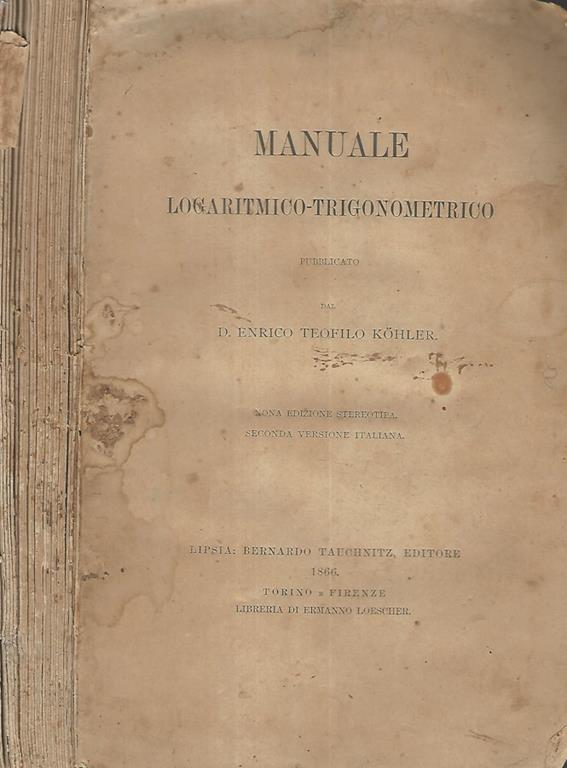 MANUALE
LOGARITMICO-TRIGONOMETRICO
PUBBLICATO
DAL
D. ENRICO TEOFILO KÖHLER.
NONA EDIZIONE STEREOTIPA.
SECONDA VERSIONE ITALIANA.
LIPSIA: BERNARDO TAUCHNITZ, EDITORE
1866.
TORINO E FIRENZE
LIBRERIA DI ERMANNO LOESCHER.